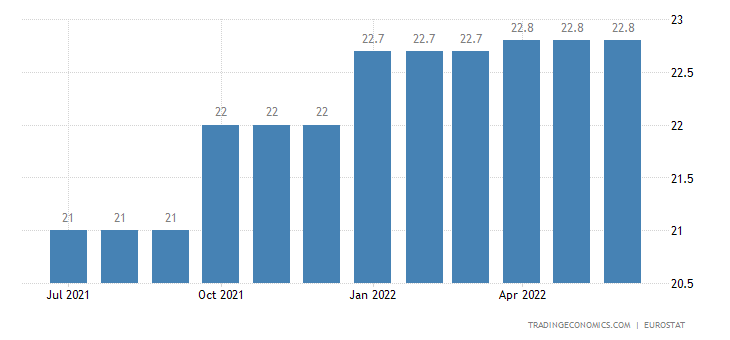 23
22.8 22.8 22.8
22.7 22.7 22.7
22.5
22 22 22
22
21.5
21 21 21
21
20.5
Jul 2021 Oct 2021 Jan 2022 Apr 2022
TRADINGECONOMICS.COM | EUROSTAT